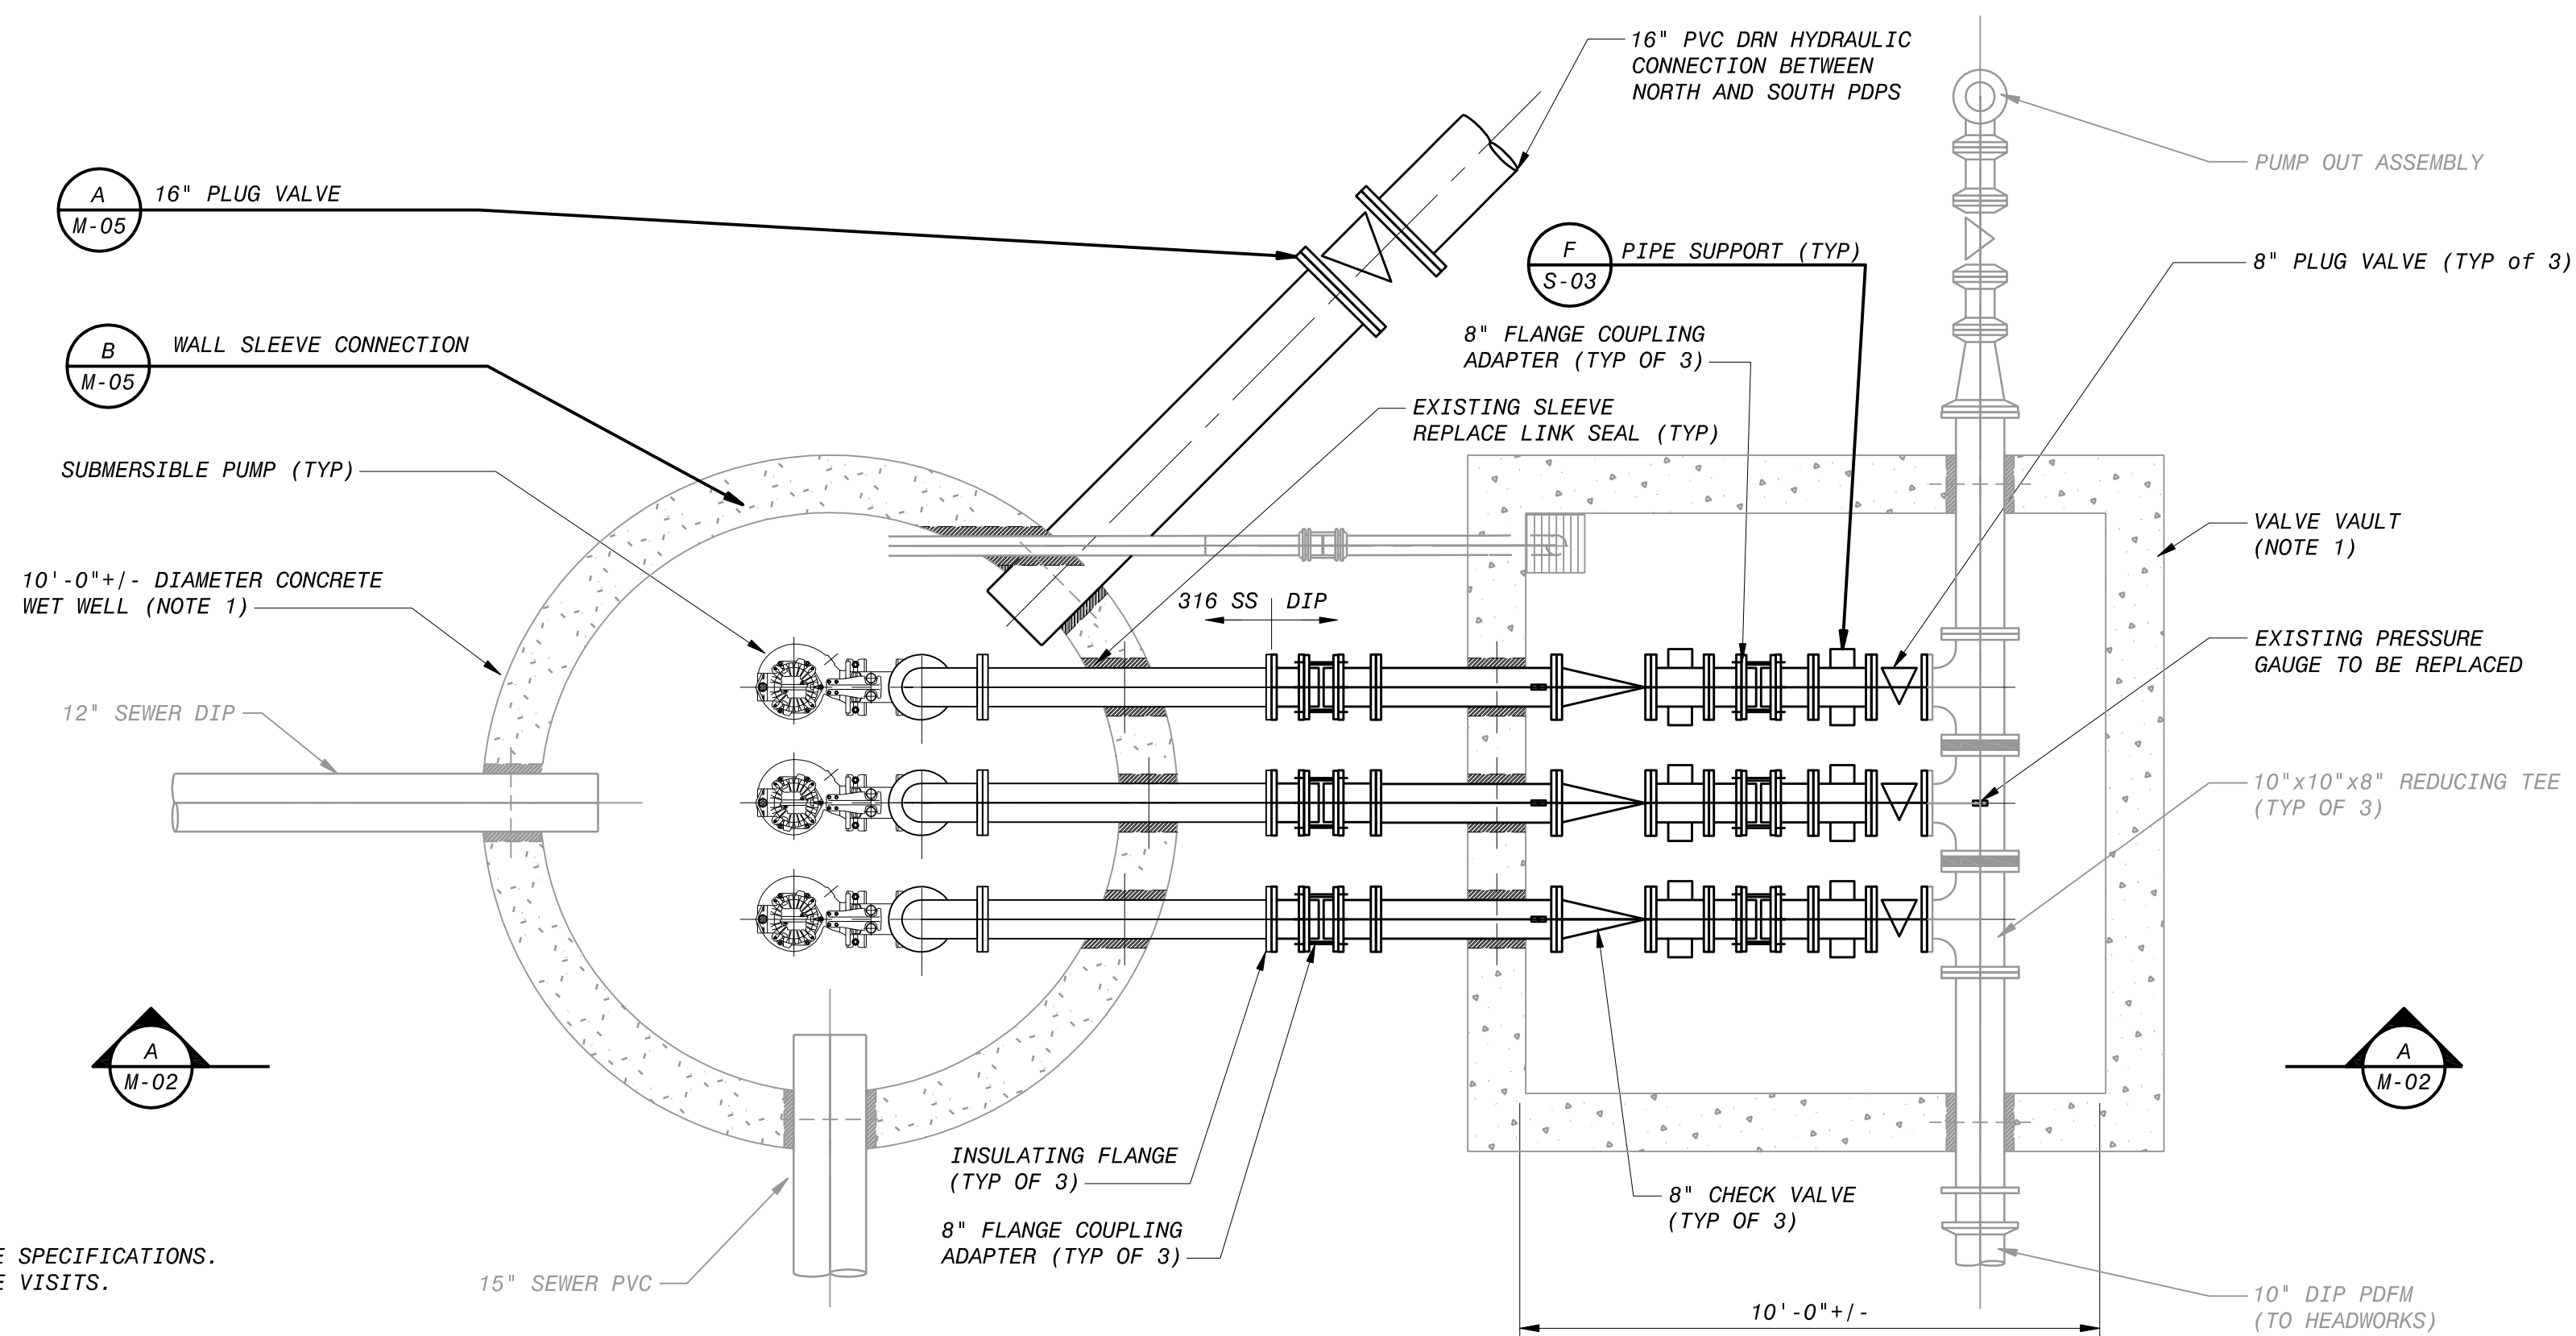 16" PVC DRN HYDRAULIC
CONNECTION BETWEEN
NORTH AND SOUTH PDPS
PUMP OUT ASSEMBLY
A
M-05
16" PLUG VALVE
F
S-03
PIPE SUPPORT (TYP)
8" PLUG VALVE (TYP of 3)
B
M-05
WALL SLEEVE CONNECTION
8" FLANGE COUPLING
ADAPTER (TYP OF 3)
EXISTING SLEEVE
REPLACE LINK SEAL (TYP)
SUBMERSIBLE PUMP (TYP)
VALVE VAULT
(NOTE 1)
10'-0"+/- DIAMETER CONCRETE
WET WELL (NOTE 1)
316 SS
DIP
EXISTING PRESSURE
GAUGE TO BE REPLACED
12" SEWER DIP
10"x10"x8" REDUCING TEE
(TYP OF 3)
A
M-02
A
M-02
INSULATING FLANGE
(TYP OF 3)
8" CHECK VALVE
(TYP OF 3)
8" FLANGE COUPLING
ADAPTER (TYP OF 3)
E SPECIFICATIONS.
E VISITS.
15" SEWER PVC
10'-0"+/-
10" DIP PDFM
(TO HEADWORKS)